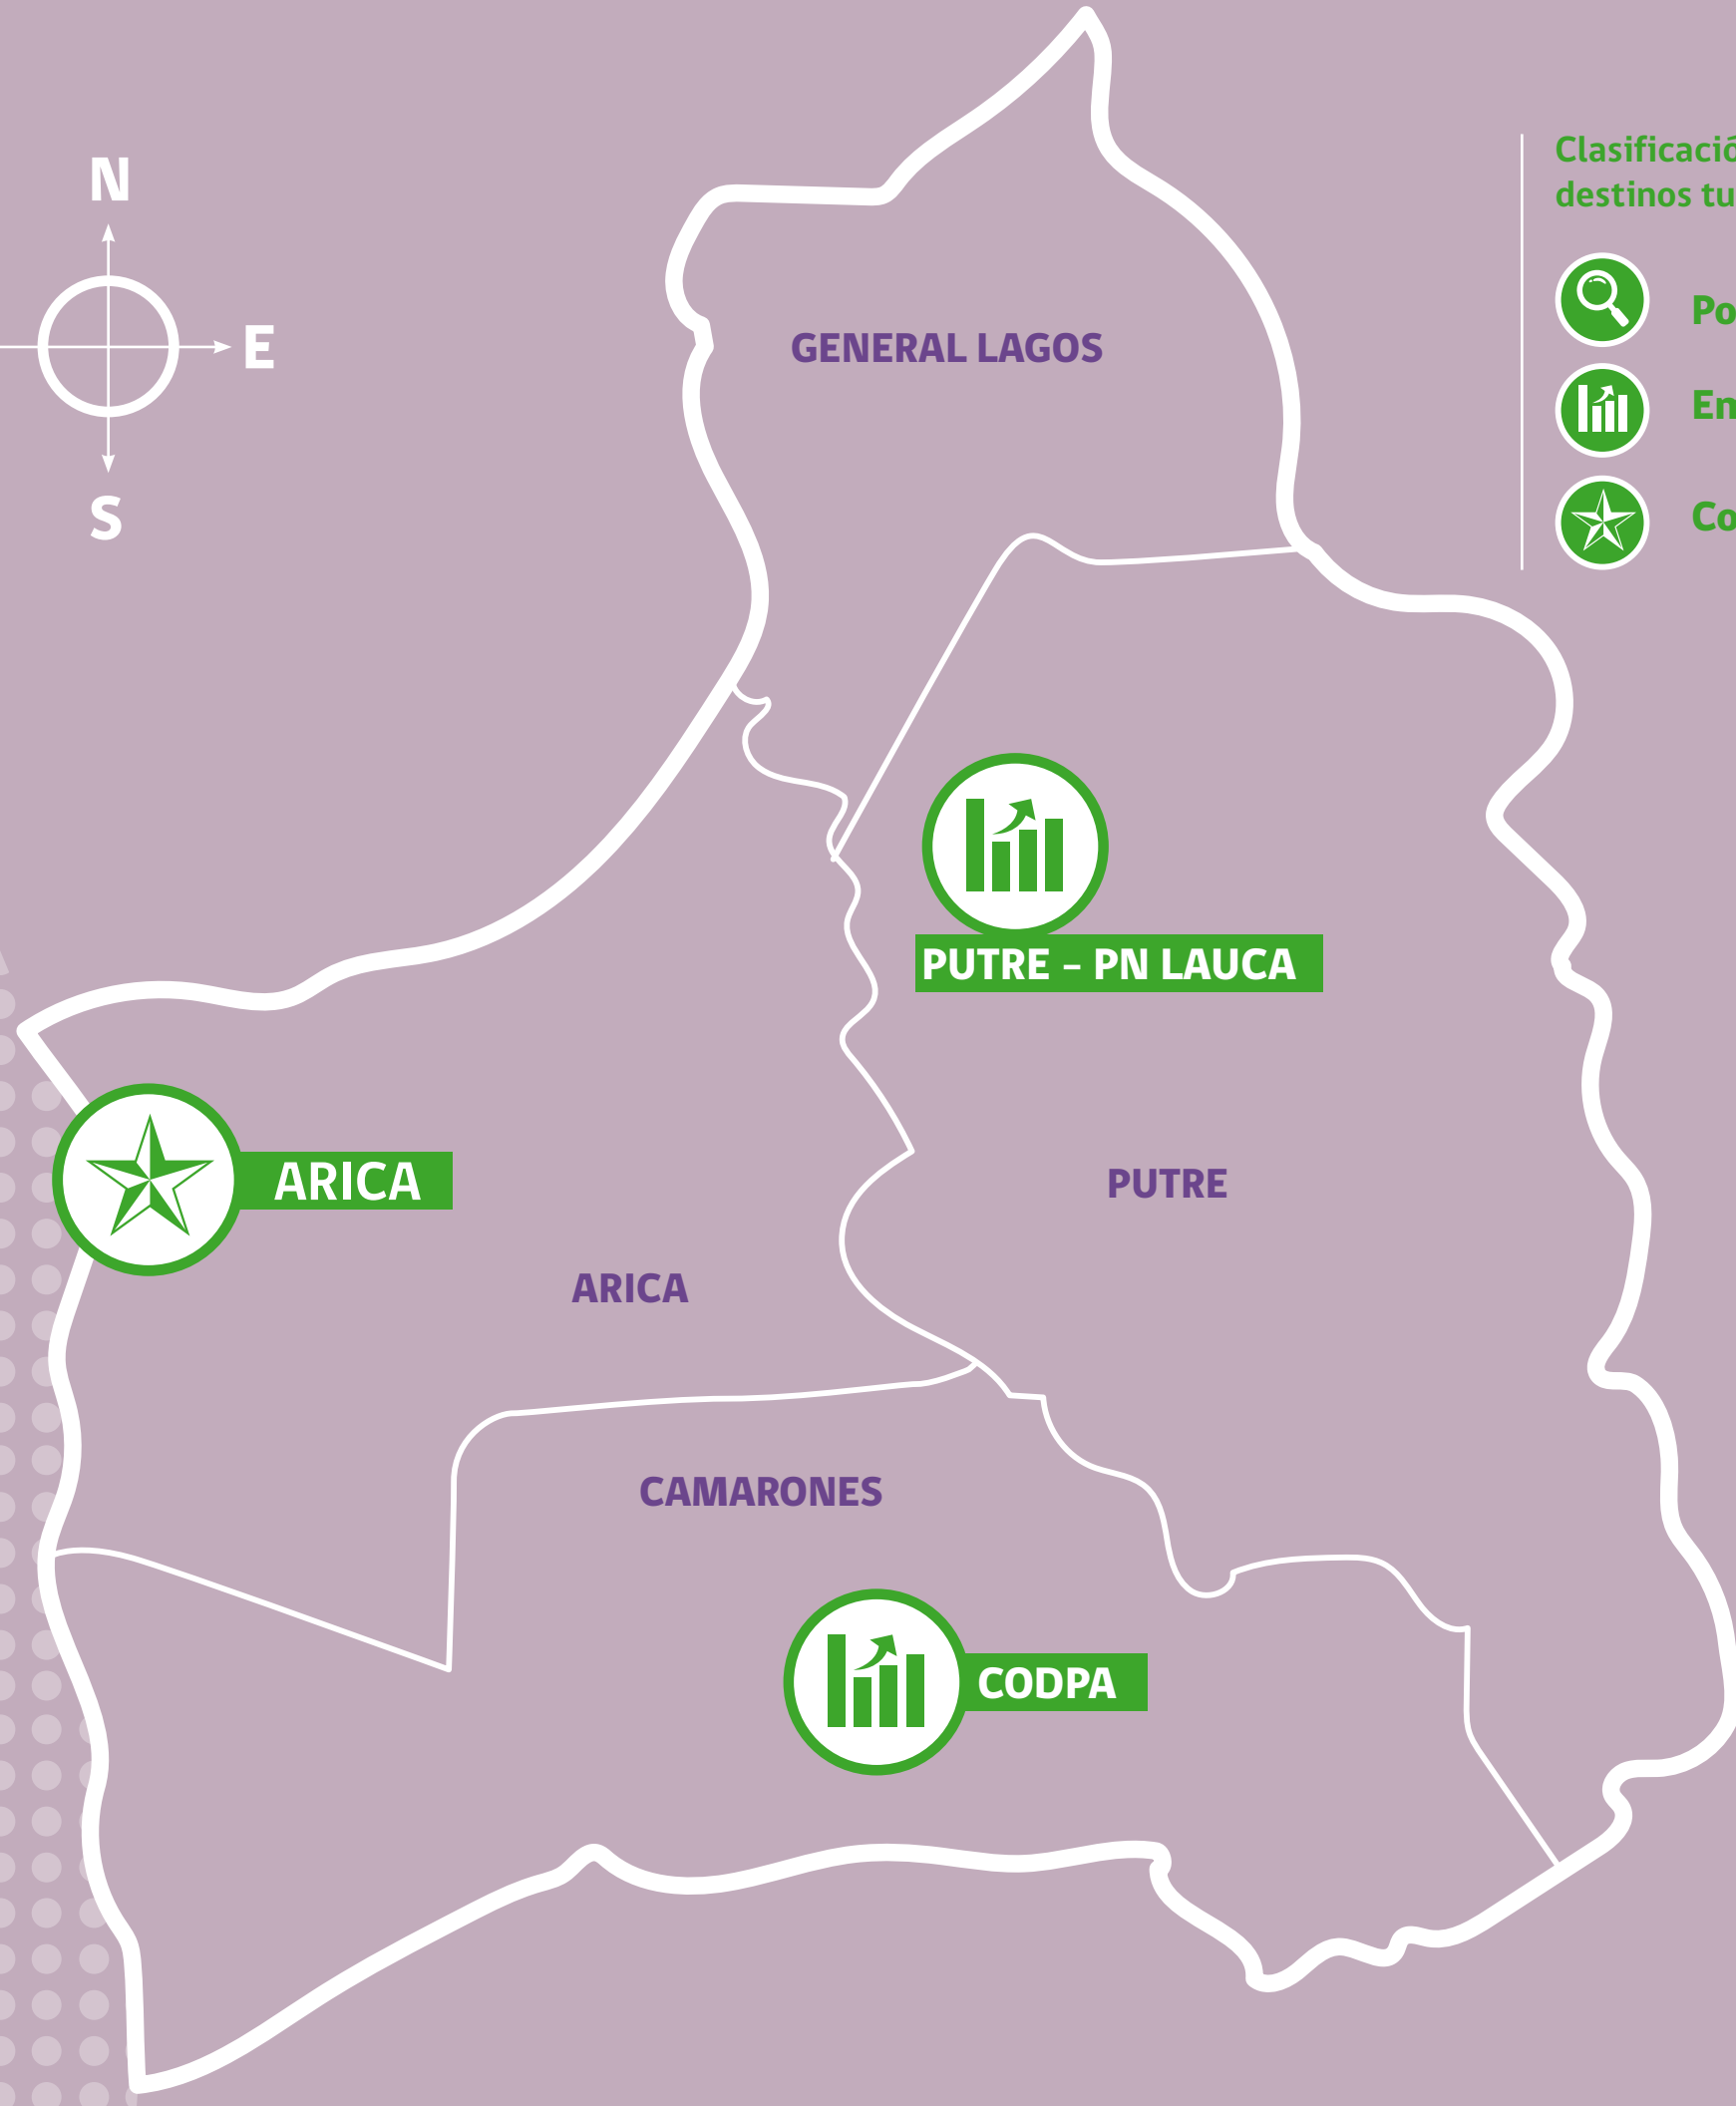 N
E
S
Clasificació
destinos tu
Po
En
Co
GENERAL LAGOS
PUTRE – PN LAUCA
ARICA
PUTRE
ARICA
CAMARONES
CODPA